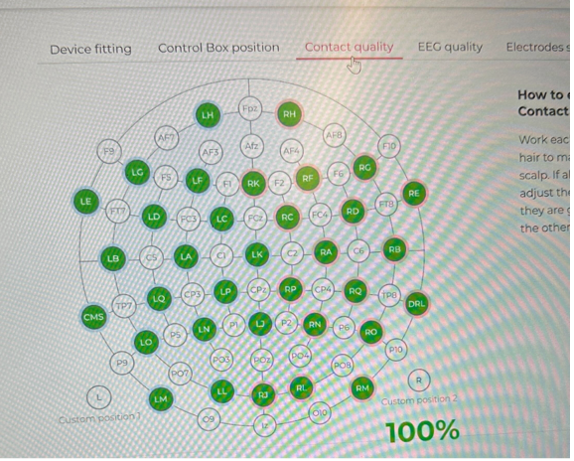 Device fitting Control Box position Contact quality EEG quality Electrodes
How to
Contact
Work eac
hair to m
scalp. If al
adjust the
they are g
the other
LH Fpz RH
AF7 AF8
F9 AF3 Afz AF4 F10
LG F5 LF F1 RK F2 RF F6 RG
LE FT7 LD FC3 LC FCz RC FC4 RD FT8 RE
LB C5 LA C1 LK C2 RA C6 RB
TP7 LQ CP3 LP CPz RP CP4 RQ TP8 DRL
CMS LO P5 LN P1 LJ P2 RN P6 RO
P9 PO7 PO3 POz PO4 PO8 P10
L LM LL RJ RL RM R
Custom position 1 Custom position 2
O9 Iz O10
100%